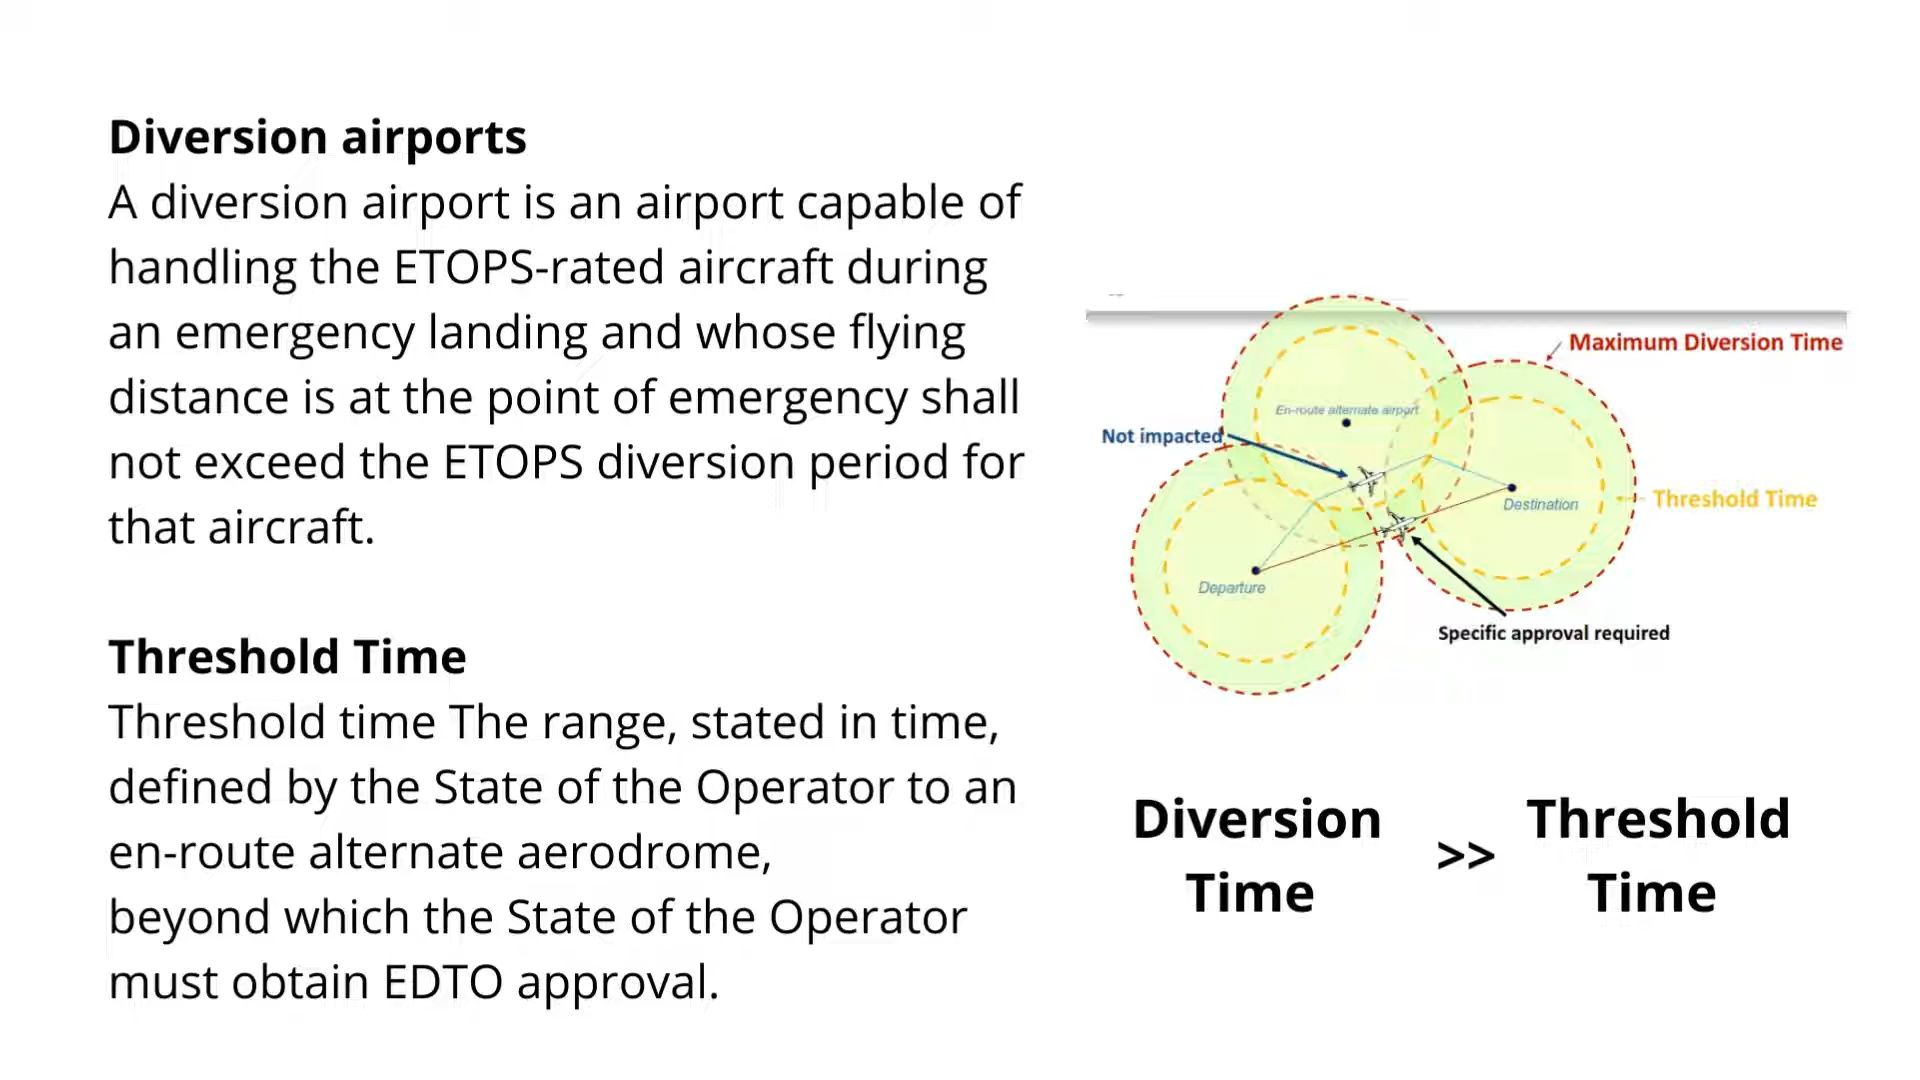 Diversion airports
A diversion airport is an airport capable of
handling the ETOPS-rated aircraft during
an emergency landing and whose flying
distance is at the point of emergency shall
not exceed the ETOPS diversion period for
that aircraft.
Threshold Time
Threshold time The range, stated in time,
defined by the State of the Operator to an
en-route alternate aerodrome,
beyond which the State of the Operator
must obtain EDTO approval.
Maximum Diversion Time
En-route alternate airport
Not impacted
Threshold Time
Destination
Departure
Specific approval required
Diversion
Time
>>
Threshold
Time